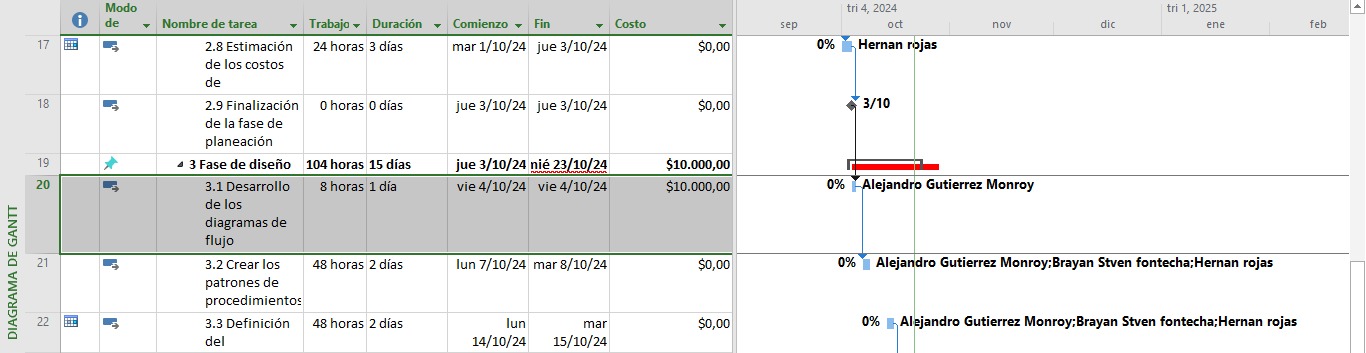 Modo de
Nombre de tarea
Trabajo
Duración
Comienzo
Fin
Costo
tri 4, 2024
tri 1, 2025
sep
oct
nov
dic
ene
feb
17
2.8 Estimación
de los costos
de
24 horas
3 días
mar 1/10/24
jue 3/10/24
$0,00
0%
Hernan rojas
18
2.9 Finalización
de la fase de
planeación
0 horas
0 días
jue 3/10/24
jue 3/10/24
$0,00
3/10
19
3 Fase de diseño
104 horas
15 días
jue 3/10/24
nié 23/10/24
$10.000,00
20
3.1 Desarrollo
de los
diagramas de
flujo
8 horas
1 día
vie 4/10/24
vie 4/10/24
$10.000,00
0%
Alejandro Gutierrez Monroy
21
3.2 Crear los
patrones de
procedimientos
48 horas
2 días
lun 7/10/24
mar 8/10/24
$0,00
0%
Alejandro Gutierrez Monroy;Brayan Stven fontecha;Hernan rojas
22
3.3 Definición
del
48 horas
2 días
lun
14/10/24
mar
15/10/24
$0,00
0%
Alejandro Gutierrez Monroy;Brayan Stven fontecha;Hernan rojas
DIAGRAMA DE GANTT